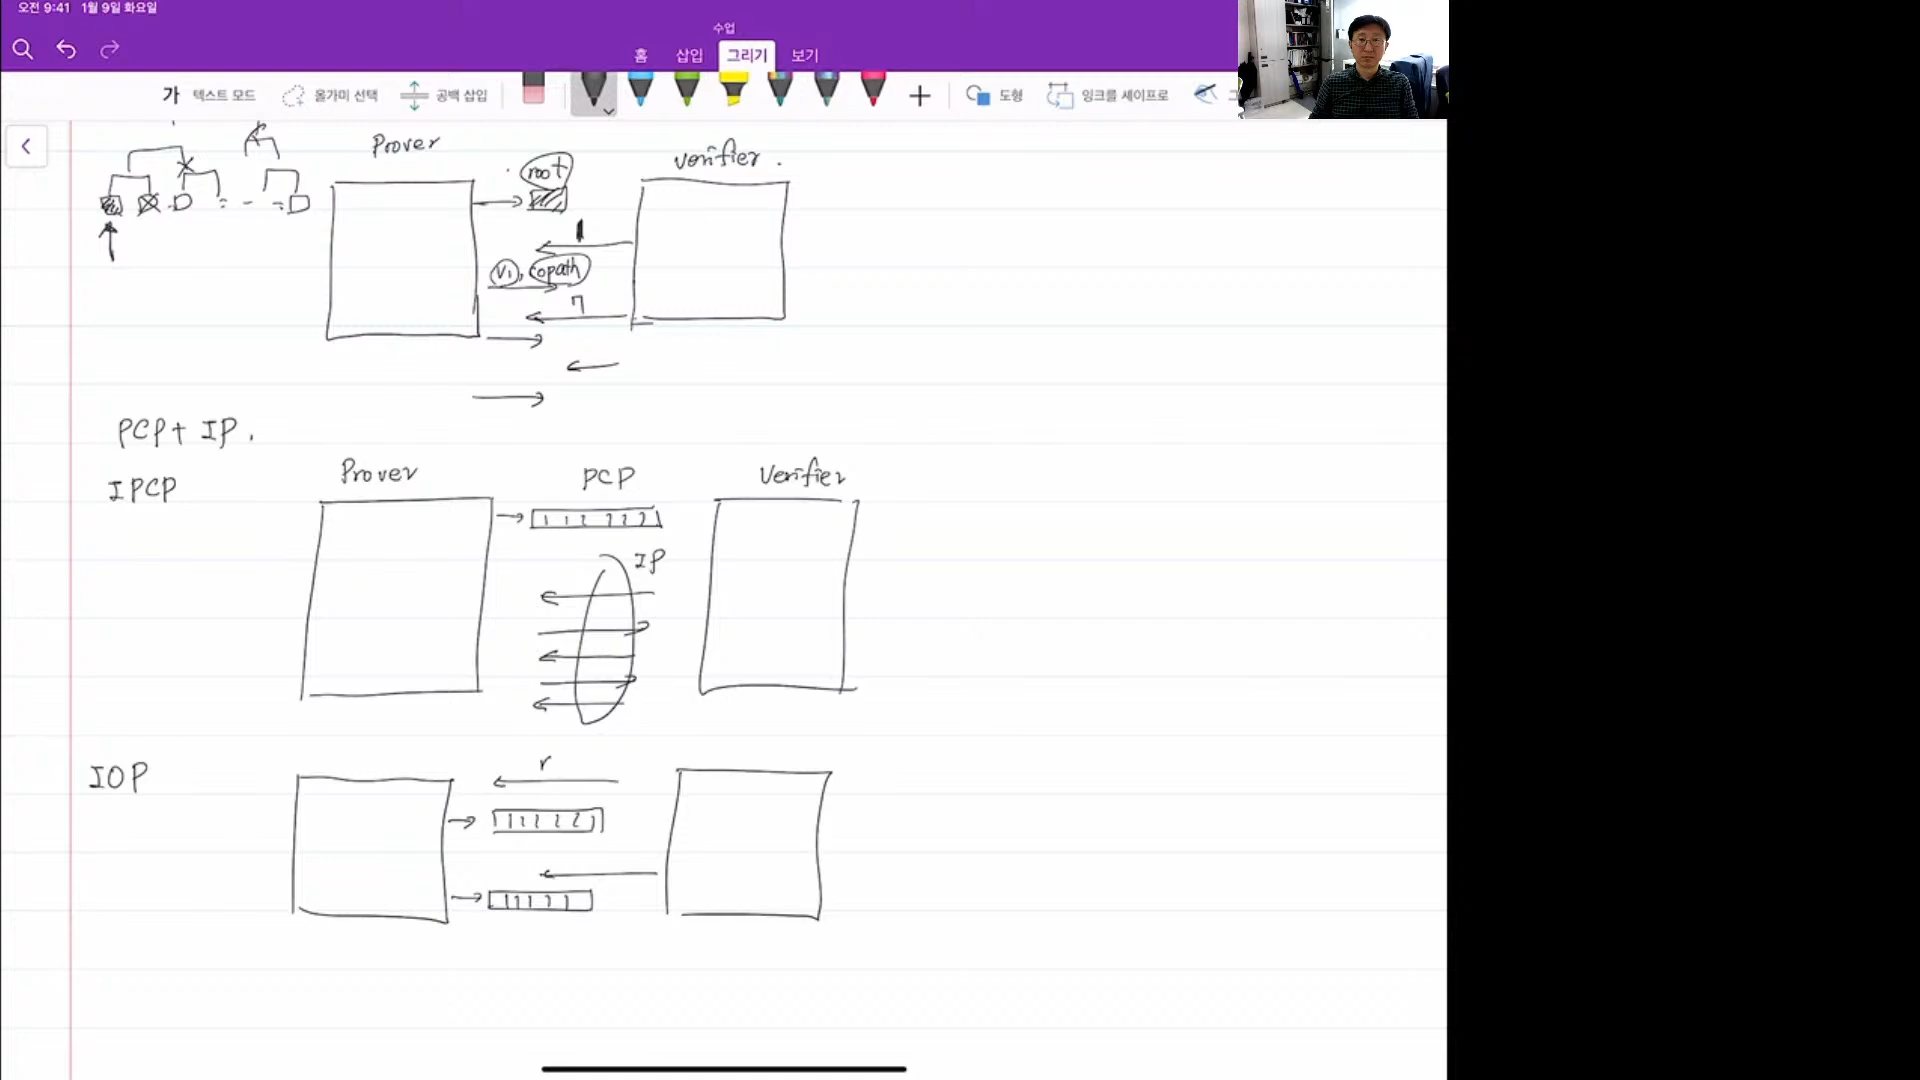 오전 9:41 1월 9일 화요일
수업
홈 삽입 그리기 보기
가 텍스트 모드 올가미 선택 공백 삽입 도형 잉크를 셰이프로
Prover root Verifier.
1
V₁, copath
7
PCP + IP.
IPCP Prover PCP Verifier
IP
IOP r